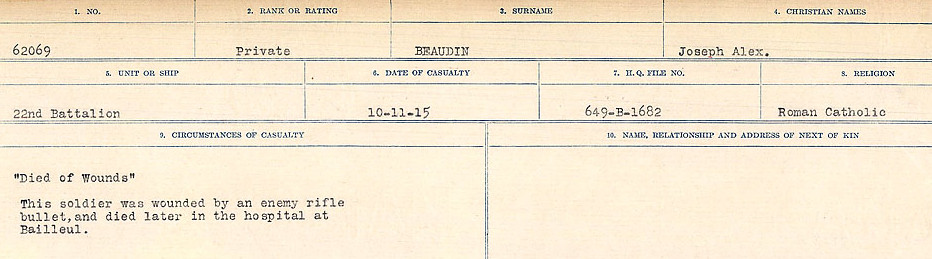 1. NO. 2. RANK OR RATING 3. SURNAME 4. CHRISTIAN NAMES
62069 Private BEAUDIN Joseph Alex.
5. UNIT OR SHIP 6. DATE OF CASUALTY 7. H.Q. FILE NO. 8. RELIGION
22nd Battalion 10-11-15 649-B-1682 Roman Catholic
9. CIRCUMSTANCES OF CASUALTY 10. NAME, RELATIONSHIP AND ADDRESS OF NEXT OF KIN
"Died of Wounds"
This soldier was wounded by an enemy rifle
bullet,and died later in the hospital at
Bailleul.